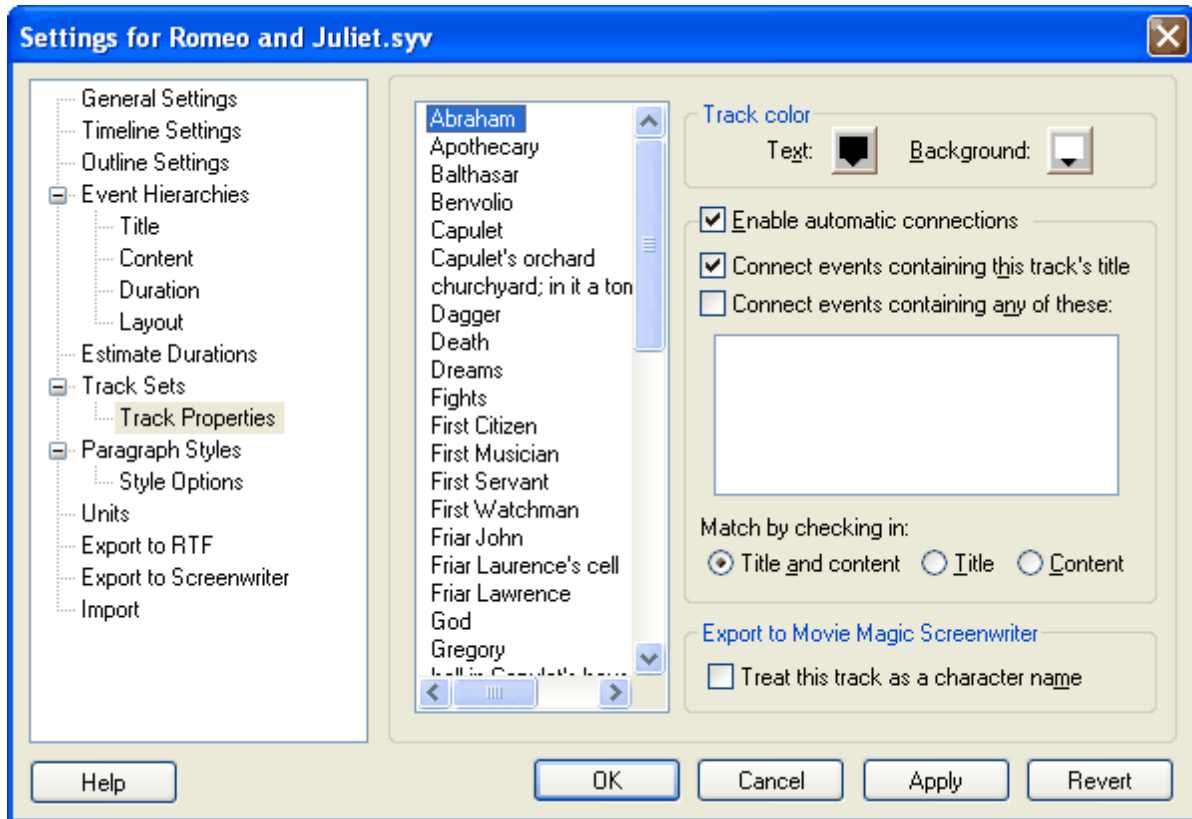 Settings for Romeo and Juliet.syv
General Settings
Timeline Settings
Outline Settings
Event Hierarchies
Title
Content
Duration
Layout
Estimate Durations
Track Sets
Track Properties
Paragraph Styles
Style Options
Units
Export to RTF
Export to Screenwriter
Import
Abraham
Apothecary
Balthasar
Benvolio
Capulet
Capulet's orchard
churchyard; in it a ton
Dagger
Death
Dreams
Fights
First Citizen
First Musician
First Servant
First Watchman
Friar John
Friar Laurence's cell
Friar Lawrence
God
Gregory
Track color
Text: Background:
Enable automatic connections
Connect events containing this track's title
Connect events containing any of these:
Match by checking in:
Title and content Title Content
Export to Movie Magic Screenwriter
Treat this track as a character name
Help OK Cancel Apply Revert